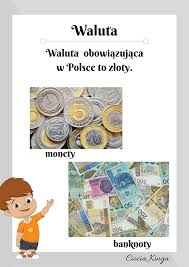 Waluta
Waluta obowiązująca
w Polsce to złoty.
monety
banknoty
Ciocia Kinga